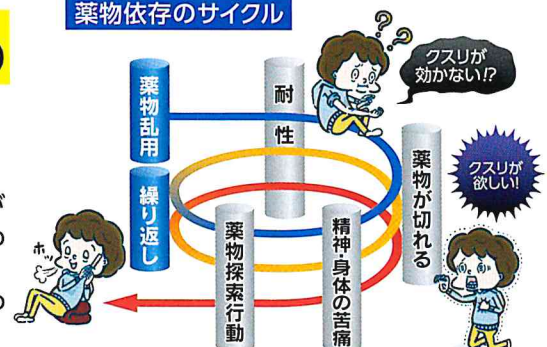 薬物依存のサイクル
薬物乱用
繰り返し
耐性
クスリが
効かない!?
薬物が切れる
クスリが
欲しい!
精神・身体の苦痛
薬物探索行動
ホッ